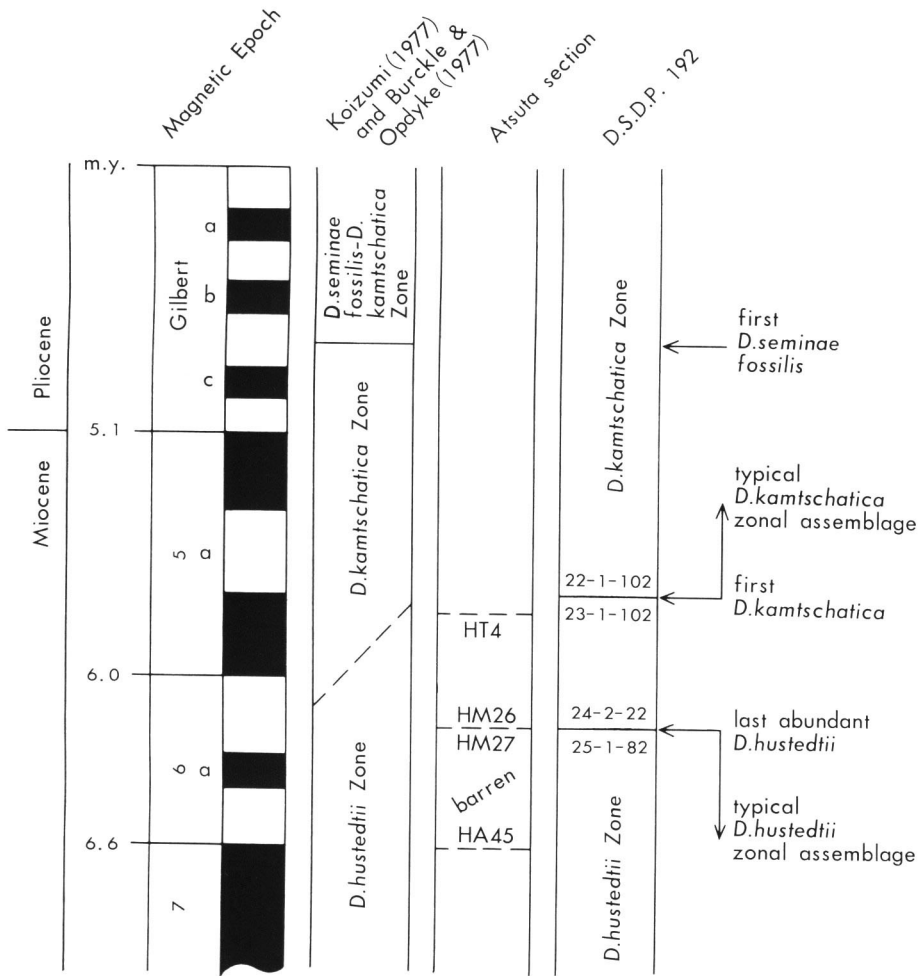 Magnetic Epoch
Koizumi (1977)
and Burckle &
Opdyke (1977)
Atsuta section
D.S.D.P. 192
m.y.
5.1
6.0
6.6
Pliocene
Miocene
Gilbert
a
b
c
5 a
6 a
7
D.seminae
fossilis-D.
kamtschatica
Zone
D.kamtschatica Zone
D.hustedtii Zone
HT4
HM26
HM27
barren
HA45
D.kamtschatica Zone
22-1-102
23-1-102
24-2-22
25-1-82
D.hustedtii Zone
first
D.seminae
fossilis
typical
D.kamtschatica
zonal assemblage
first
D.kamtschatica
last abundant
D.hustedtii
typical
D.hustedtii
zonal assemblage